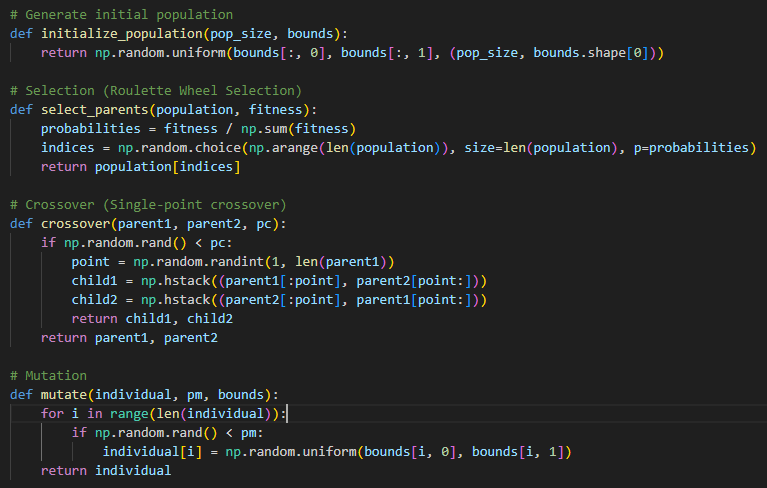 # Generate initial population
def initialize_population(pop_size, bounds):
    return np.random.uniform(bounds[:, 0], bounds[:, 1], (pop_size, bounds.shape[0]))
# Selection (Roulette Wheel Selection)
def select_parents(population, fitness):
    probabilities = fitness / np.sum(fitness)
    indices = np.random.choice(np.arange(len(population)), size=len(population), p=probabilities)
    return population[indices]
# Crossover (Single-point crossover)
def crossover(parent1, parent2, pc):
    if np.random.rand() < pc:
        point = np.random.randint(1, len(parent1))
        child1 = np.hstack((parent1[:point], parent2[point:]))
        child2 = np.hstack((parent2[:point], parent1[point:]))
        return child1, child2
    return parent1, parent2
# Mutation
def mutate(individual, pm, bounds):
    for i in range(len(individual)):
        if np.random.rand() < pm:
            individual[i] = np.random.uniform(bounds[i, 0], bounds[i, 1])
    return individual